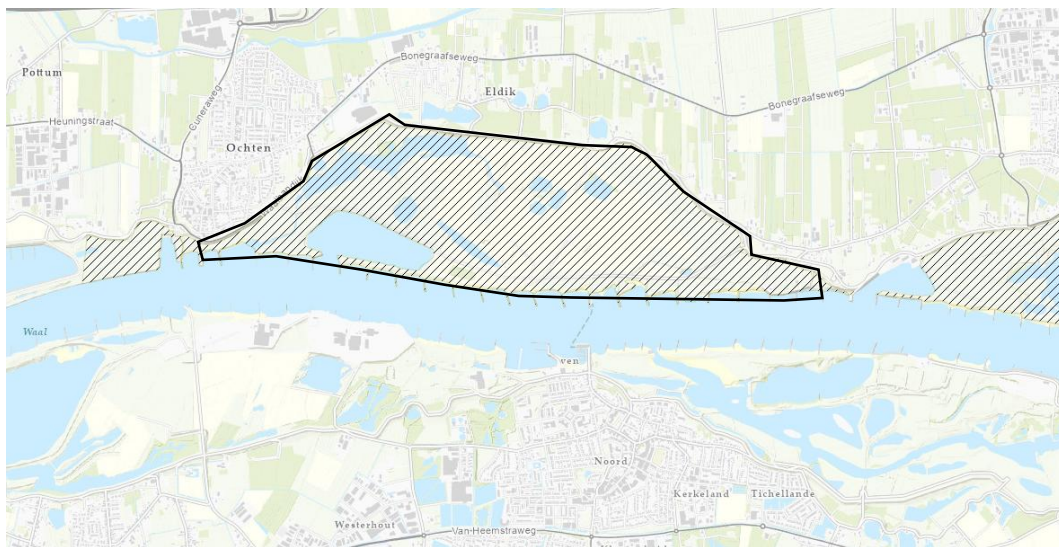 Bonegraafseweg
Pottum
Eldik
Bonegraafseweg
Cuneraweg
Heuningstraat
Ochten
Waal
ven
Noord
Kerkeland
Tichellande
Westerhout
Van-Heemstraweg